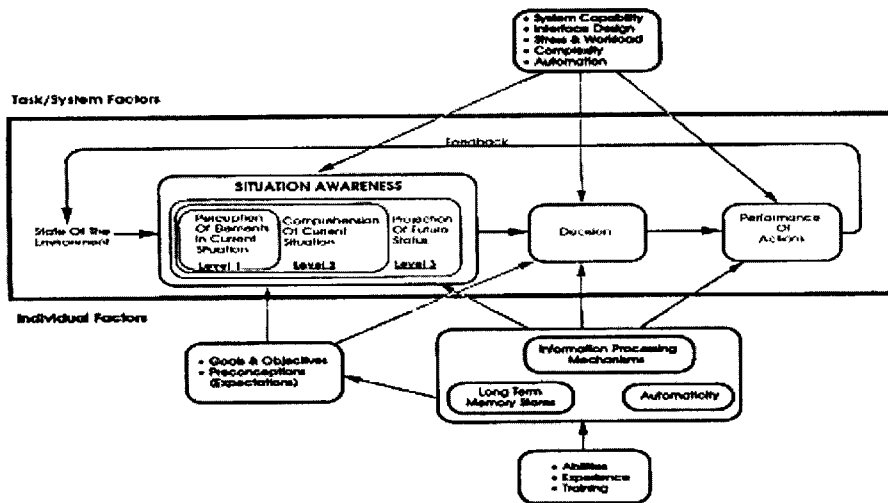 • System Capability
• Interface Design
• Stress & Workload
• Complexity
• Automation
Task/System Factors
Feedback
SITUATION AWARENESS
State Of The
Environment
Perception
Of Elements
In Current
Situation
Level 1
Comprehension
Of Current
Situation
Level 2
Projection
Of Future
Status
Level 3
Decision
Performance
Of
Actions
Individual Factors
• Goals & Objectives
• Preconceptions
(Expectations)
Information Processing
Mechanisms
Long Term
Memory Stores
Automaticity
• Abilities
• Experience
• Training